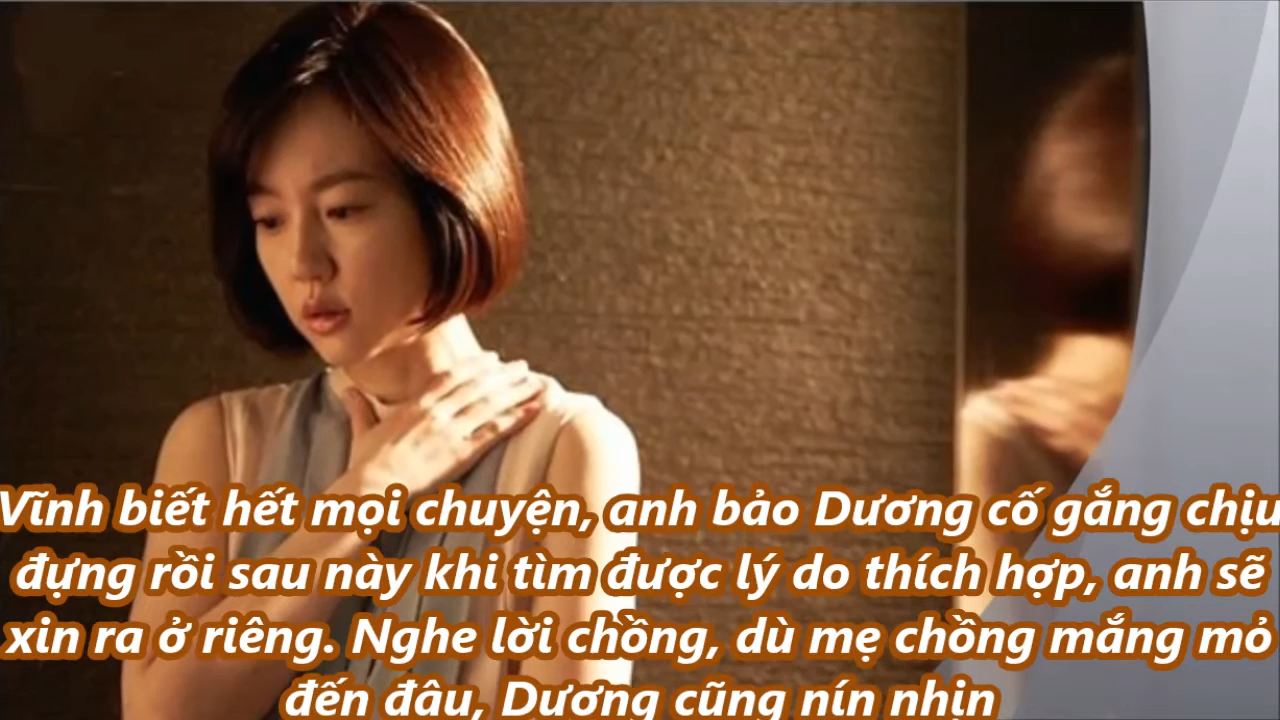 Vĩnh biết hết mọi chuyện, anh bảo Dương cố gắng chịu
đựng rồi sau này khi tìm được lý do thích hợp, anh sẽ
xin ra ở riêng. Nghe lời chồng, dù mẹ chồng mắng mỏ
đến đâu, Dương cũng nín nhịn